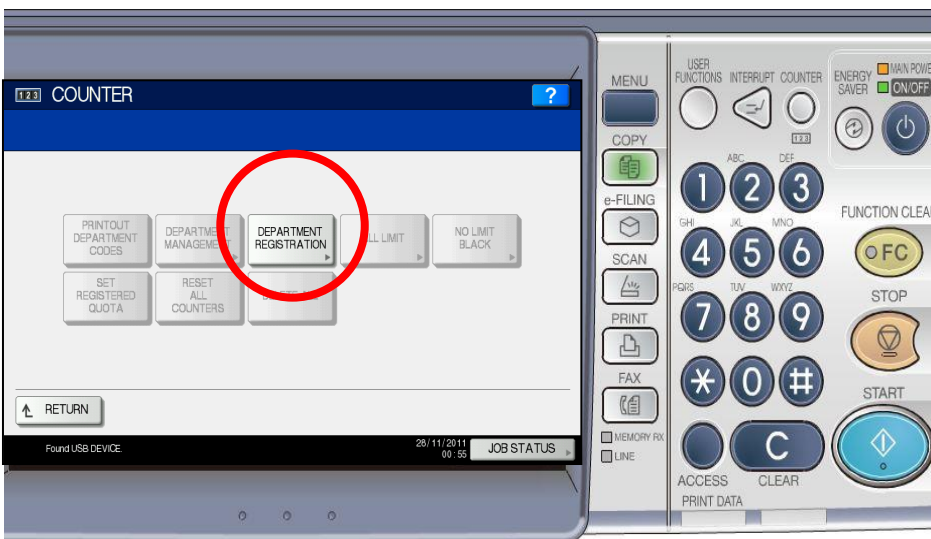 123 COUNTER
?
PRINTOUT
DEPARTMENT
CODES
DEPARTMENT
MANAGEMENT
DEPARTMENT
REGISTRATION
ALL LIMIT
NO LIMIT
BLACK
SET
REGISTERED
QUOTA
RESET
ALL
COUNTERS
RETURN
Found USB DEVICE.
28/11/2011
00:55
JOB STATUS
MENU
COPY
e-FILING
SCAN
PRINT
FAX
MEMORY RX
LINE
USER
FUNCTIONS
INTERRUPT
COUNTER
123
ENERGY
SAVER
MAIN POWE
ON/OFF
ABC
DEF
1
2
3
GHI
JKL
MNO
4
5
6
PQRS
TUV
WXYZ
7
8
9
*
0
#
ACCESS
C
CLEAR
PRINT DATA
FUNCTION CLEA
FC
STOP
START